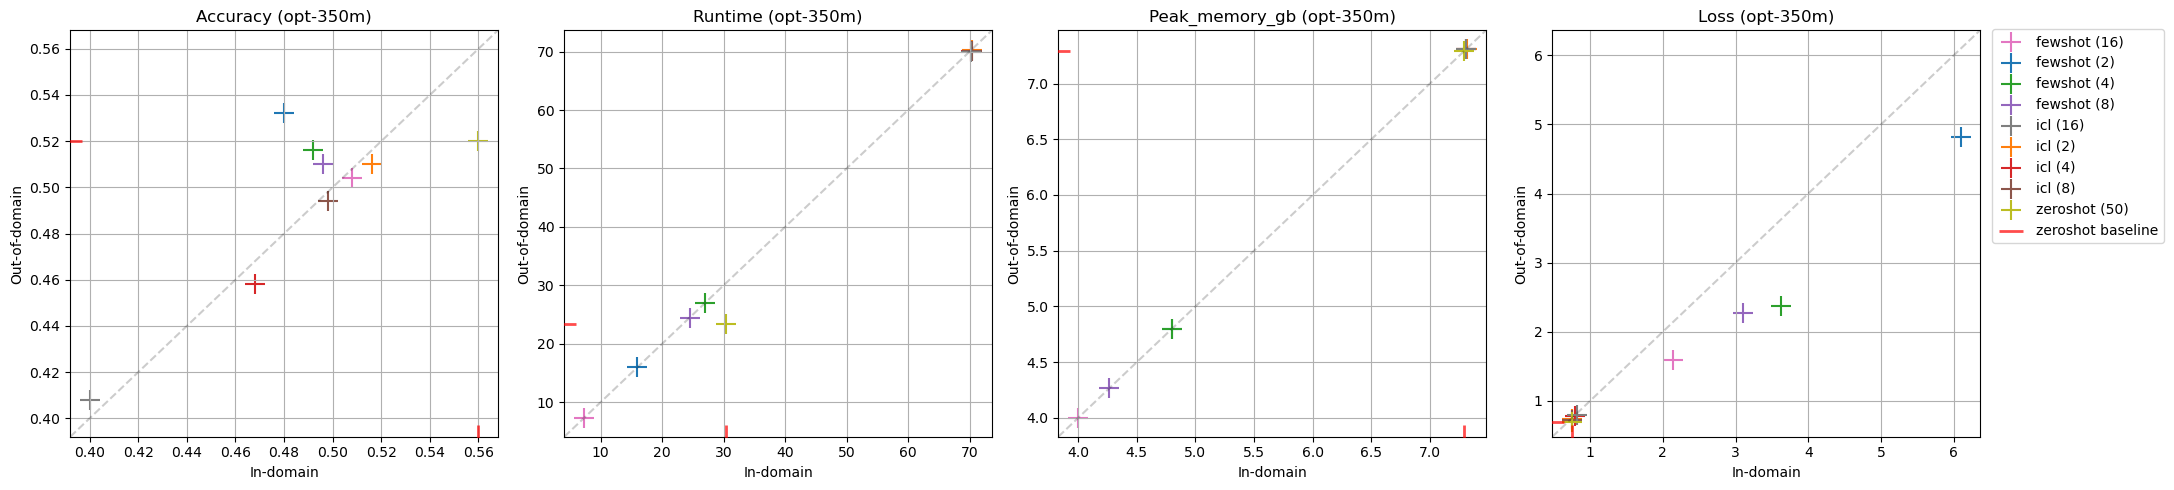 Accuracy (opt-350m)
0.56
0.54
0.52
0.50
0.48
0.46
0.44
0.42
0.40
Out-of-domain
0.40 0.42 0.44 0.46 0.48 0.50 0.52 0.54 0.56
In-domain
Runtime (opt-350m)
70
60
50
40
30
20
10
Out-of-domain
10 20 30 40 50 60 70
In-domain
Peak_memory_gb (opt-350m)
7.0
6.5
6.0
5.5
5.0
4.5
4.0
Out-of-domain
4.0 4.5 5.0 5.5 6.0 6.5 7.0
In-domain
Loss (opt-350m)
6
5
4
3
2
1
Out-of-domain
1 2 3 4 5 6
In-domain
fewshot (16)
fewshot (2)
fewshot (4)
fewshot (8)
icl (16)
icl (2)
icl (4)
icl (8)
zeroshot (50)
zeroshot baseline